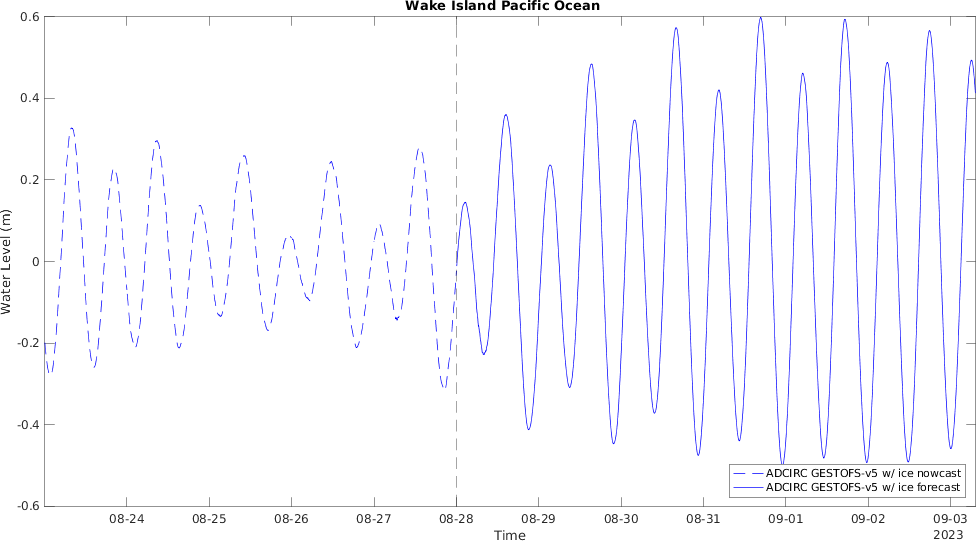 Wake Island Pacific Ocean
0.6
0.4
0.2
0
-0.2
-0.4
-0.6
Water Level (m)
ADCIRC GESTOFS-v5 w/ ice nowcast
ADCIRC GESTOFS-v5 w/ ice forecast
08-24 08-25 08-26 08-27 08-28 08-29 08-30 08-31 09-01 09-02 09-03
Time
2023